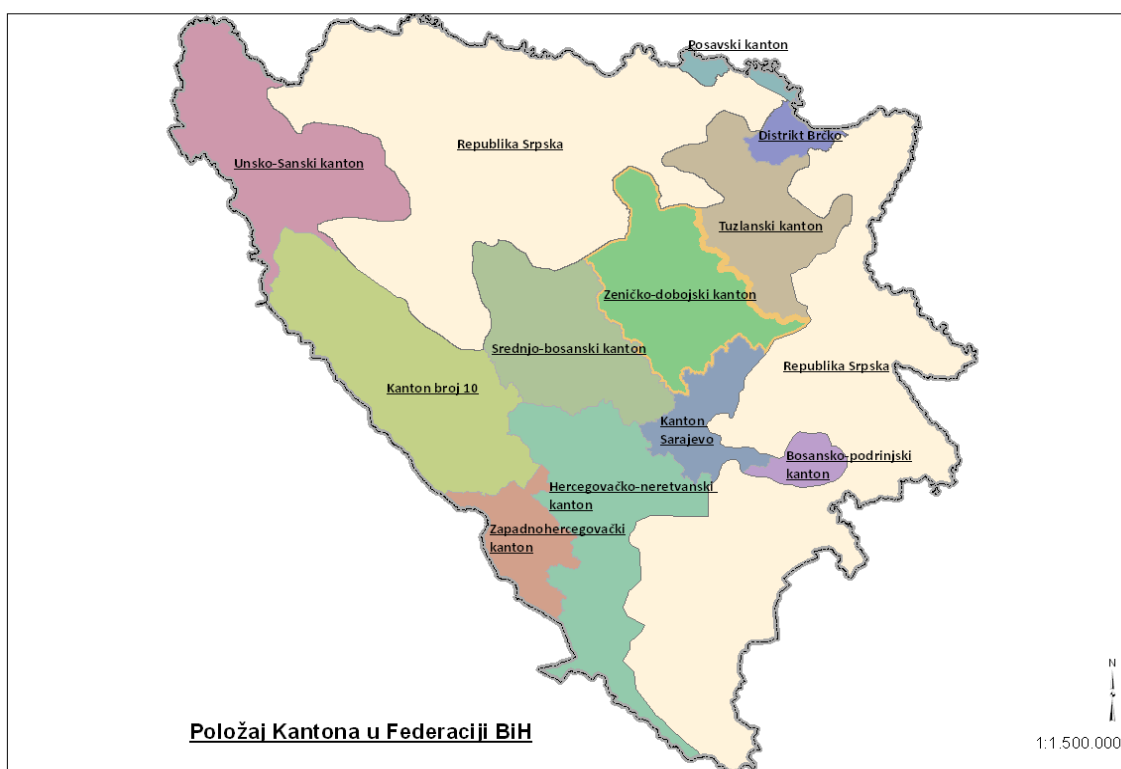 Posavski kanton
Distrikt Brčko
Republika Srpska
Unsko-Sanski kanton
Tuzlanski kanton
Zeničko-dobojski kanton
Srednjo-bosanski kanton
Republika Srpska
Kanton broj 10
Kanton
Sarajevo
Bosansko-podrinjski
kanton
Hercegovačko-neretvanski
kanton
Zapadnohercegovački
kanton
N
Položaj Kantona u Federaciji BiH
1:1.500.000